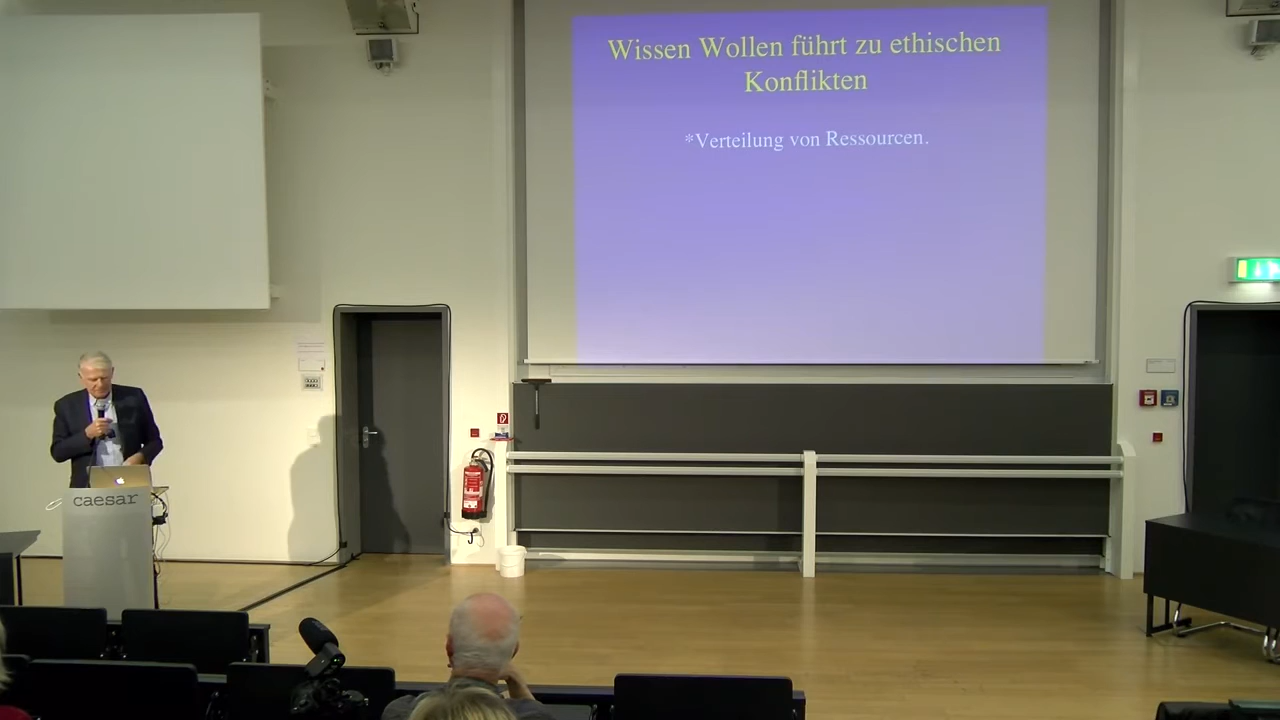 Wissen Wollen führt zu ethischen
Konflikten
*Verteilung von Ressourcen.
caesar